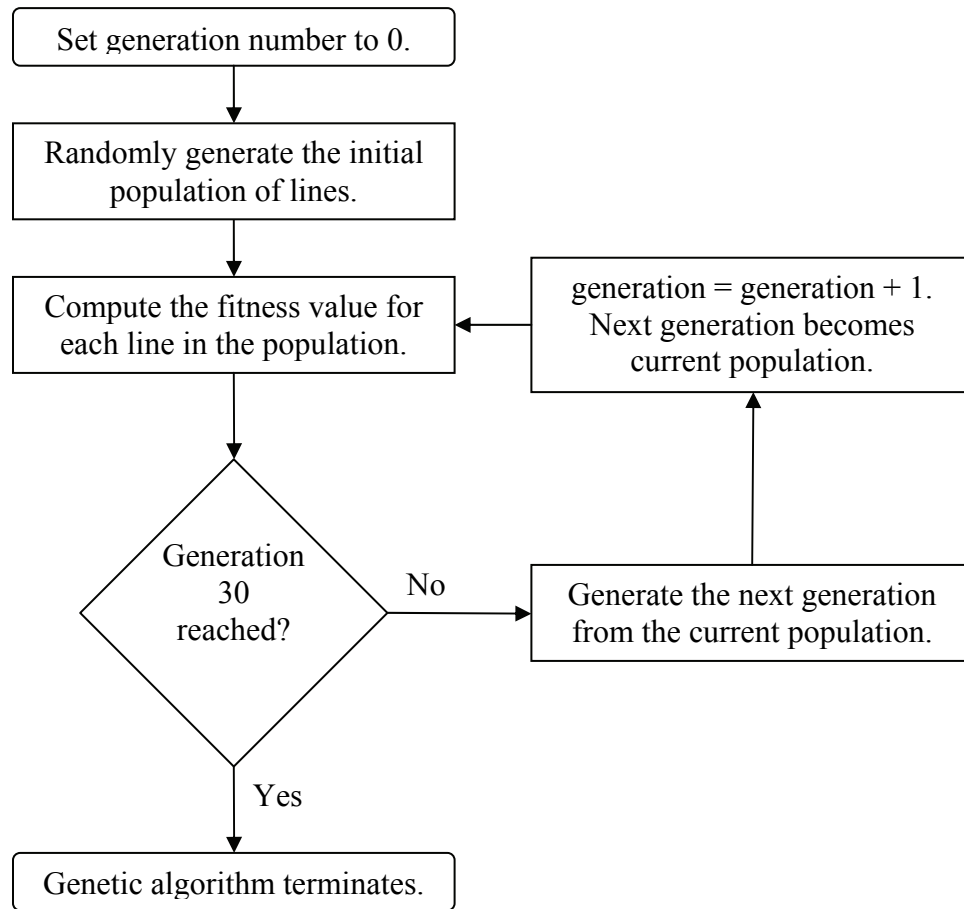 Set generation number to 0.
Randomly generate the initial
population of lines.
Compute the fitness value for
each line in the population.
generation = generation + 1.
Next generation becomes
current population.
Generation
30
reached?
No
Generate the next generation
from the current population.
Yes
Genetic algorithm terminates.